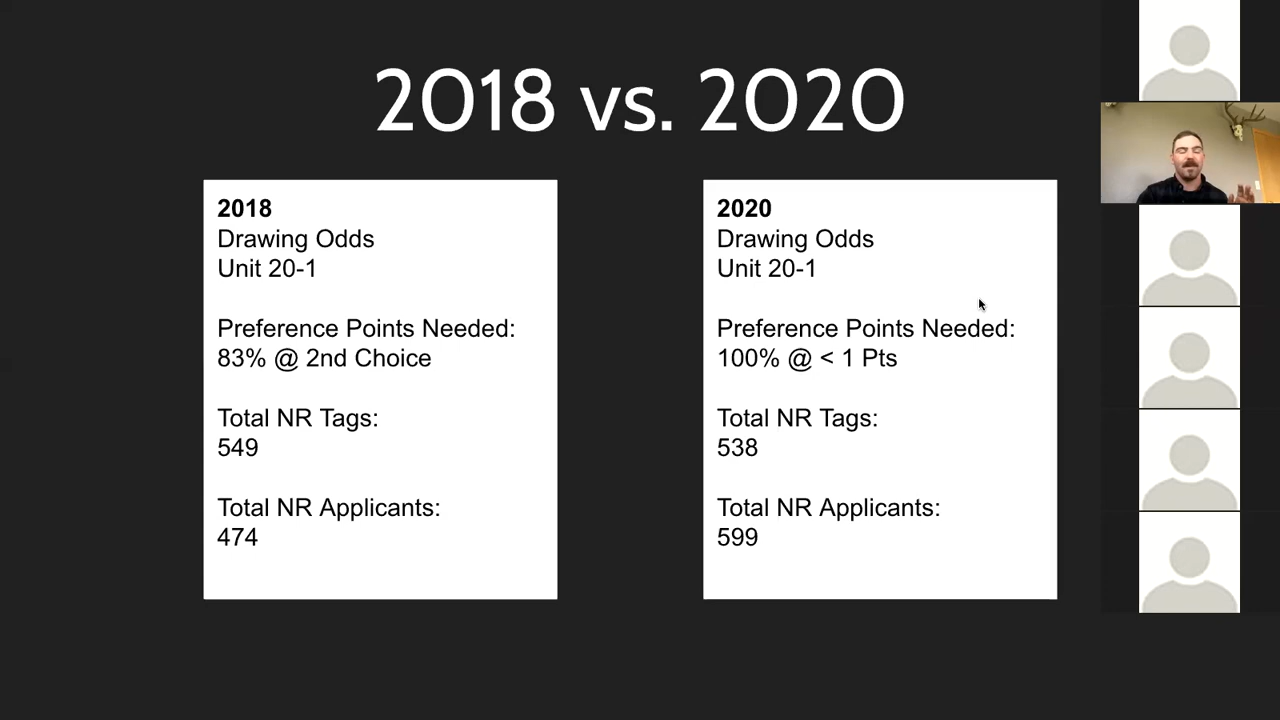 2018 vs. 2020
2018
Drawing Odds
Unit 20-1
Preference Points Needed:
83% @ 2nd Choice
Total NR Tags:
549
Total NR Applicants:
474
2020
Drawing Odds
Unit 20-1
Preference Points Needed:
100% @ < 1 Pts
Total NR Tags:
538
Total NR Applicants:
599